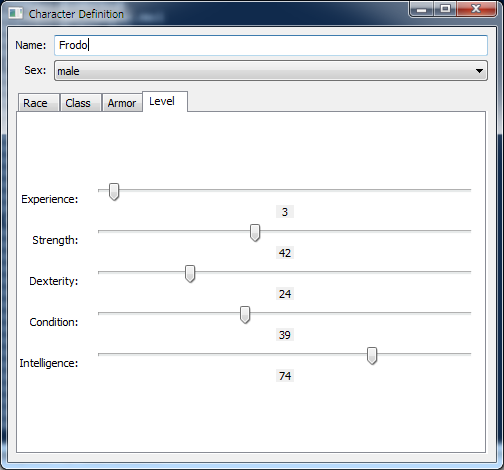 Character Definition
Name: Frodo
Sex: male
Race Class Armor Level
Experience:
3
Strength:
42
Dexterity:
24
Condition:
39
Intelligence:
74